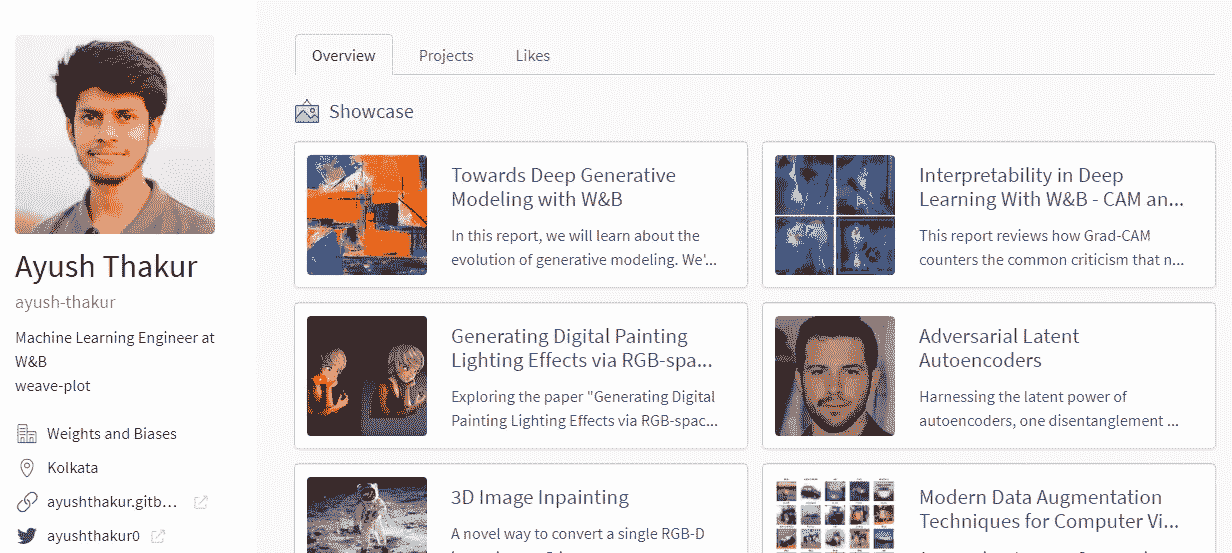 Ayush Thakur
ayush-thakur
Machine Learning Engineer at
W&B
weave-plot
Weights and Biases
Kolkata
ayushthakur.gitb...
ayushthakur0
Overview
Projects
Likes
Showcase
Towards Deep Generative
Modeling with W&B
In this report, we will learn about the
evolution of generative modeling. We'...
Interpretability in Deep
Learning With W&B - CAM an...
This report reviews how Grad-CAM
counters the common criticism that n...
Generating Digital Painting
Lighting Effects via RGB-spa...
Exploring the paper "Generating Digital
Painting Lighting Effects via RGB-spac...
Adversarial Latent
Autoencoders
Harnessing the latent power of
autoencoders, one disentanglement ...
3D Image Inpainting
A novel way to convert a single RGB-D
Modern Data Augmentation
Techniques for Computer Vi...